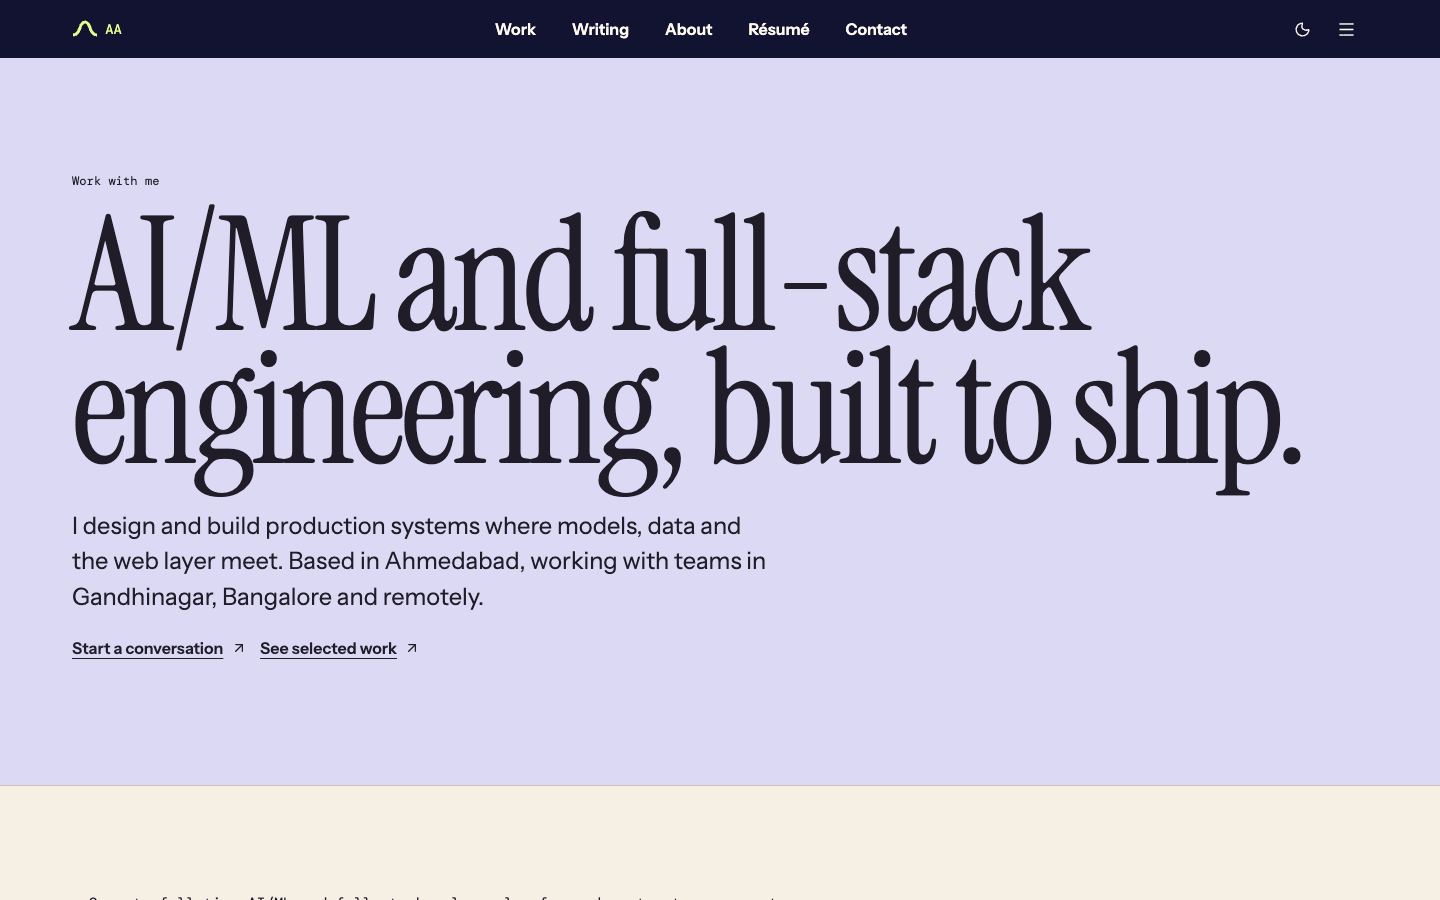 AA
Work
Writing
About
Résumé
Contact
Work with me
AI/ML and full-stack
engineering, built to ship.
I design and build production systems where models, data and
the web layer meet. Based in Ahmedabad, working with teams in
Gandhinagar, Bangalore and remotely.
Start a conversation
See selected work